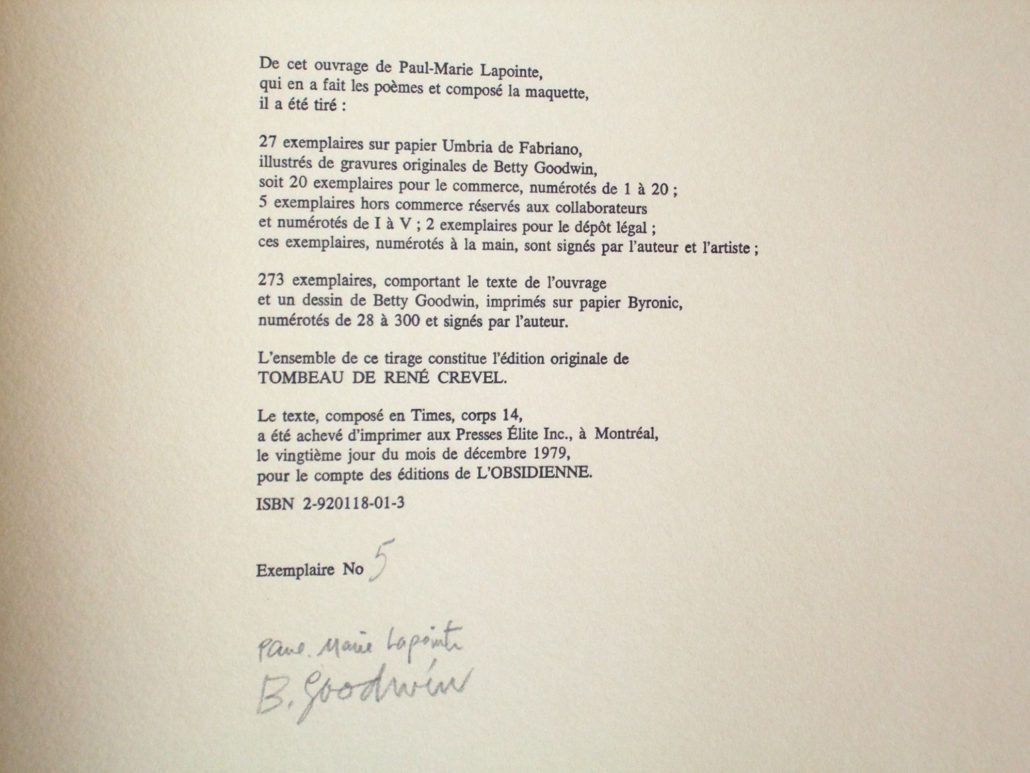 De cet ouvrage de Paul-Marie Lapointe,
qui en a fait les poèmes et composé la maquette,
il a été tiré :
27 exemplaires sur papier Umbria de Fabriano,
illustrés de gravures originales de Betty Goodwin,
soit 20 exemplaires pour le commerce, numérotés de 1 à 20 ;
5 exemplaires hors commerce réservés aux collaborateurs
et numérotés de I à V ; 2 exemplaires pour le dépôt légal ;
ces exemplaires, numérotés à la main, sont signés par l'auteur et l'artiste ;
273 exemplaires, comportant le texte de l'ouvrage
et un dessin de Betty Goodwin, imprimés sur papier Byronic,
numérotés de 28 à 300 et signés par l'auteur.
L'ensemble de ce tirage constitue l'édition originale de
TOMBEAU DE RENÉ CREVEL.
Le texte, composé en Times, corps 14,
a été achevé d'imprimer aux Presses Élite Inc., à Montréal,
le vingtième jour du mois de décembre 1979,
pour le compte des éditions de L'OBSIDIENNE.
ISBN 2-920118-01-3
Exemplaire No 5
Paul-Marie Lapointe
B. Goodwin